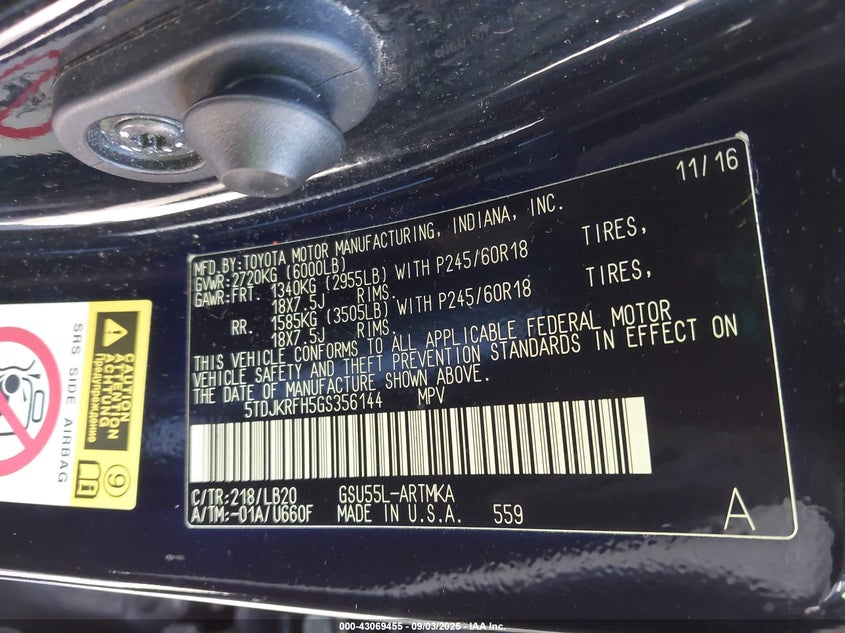 11/16
MFD.BY:TOYOTA MOTOR MANUFACTURING, INDIANA, INC.
GVWR:2720KG (6000LB)
GAWR:FRT. 1340KG (2955LB) WITH P245/60R18 TIRES,
18X7.5J RIMS.
RR. 1585KG (3505LB) WITH P245/60R18 TIRES,
18X7.5J RIMS.
THIS VEHICLE CONFORMS TO ALL APPLICABLE FEDERAL MOTOR
VEHICLE SAFETY AND THEFT PREVENTION STANDARDS IN EFFECT ON
THE DATE OF MANUFACTURE SHOWN ABOVE.
5TDJKRFH5GS356144 MPV
C/TR:218/LB20 GSU55L-ARTMKA
A/TM:-01A/U660F MADE IN U.S.A. 559
A
SRS SIDE AIRBAG
CAUTION
ATTENTION
ACHTUNG
Предупреждение
9
000-43069455 - 09/03/2025 - IAA Inc.